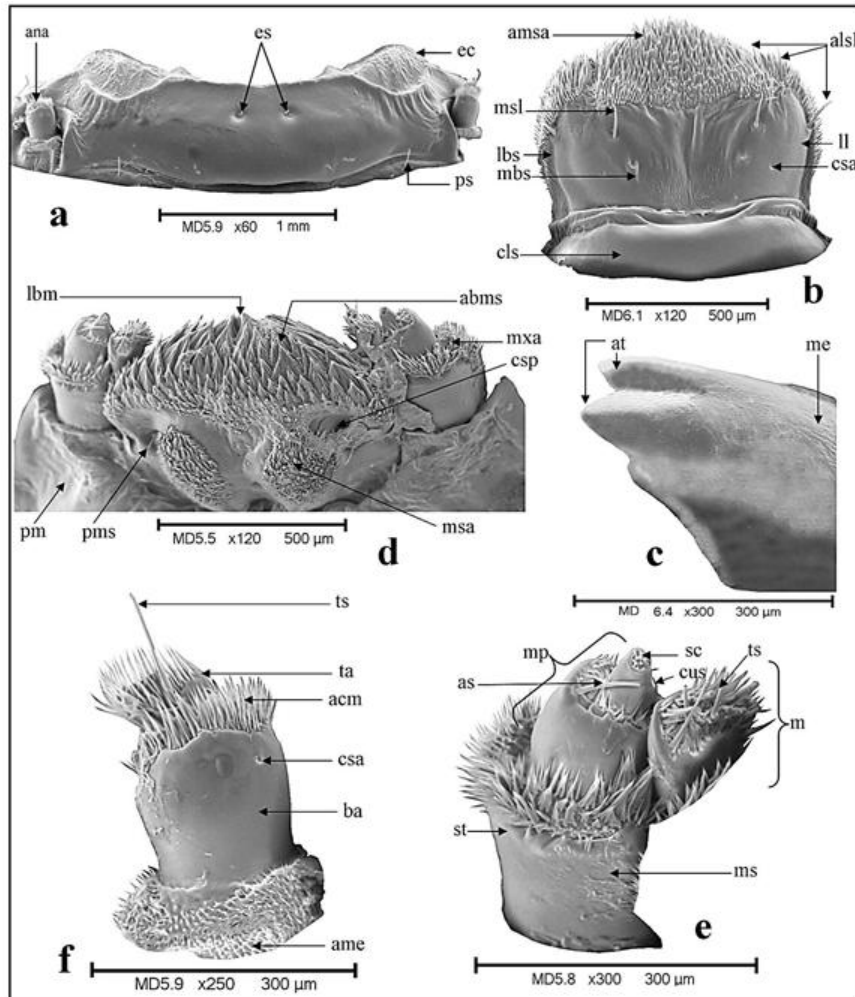 ana
es
ec
ps
a
MD5.9 x60 1 mm
amsa
alsl
msl
lbs
mbs
ll
csa
cls
b
MD6.1 x120 500 µm
lbm
abms
mxa
csp
pm
pms
msa
d
MD5.5 x120 500 µm
at
me
c
MD 6.4 x300 300 µm
ts
ta
acm
csa
ba
ame
f
MD5.9 x250 300 µm
mp
sc
ts
as
cus
m
st
ms
e
MD5.8 x300 300 µm